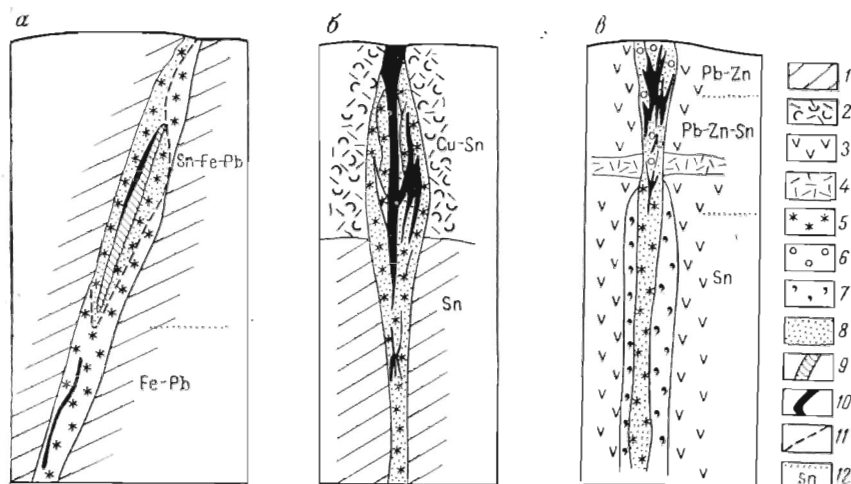 а
Sn-Fe-Pb
Fe-Pb
б
Cu-Sn
Sn
в
Pb-Zn
Pb-Zn-Sn
Sn
1
2
3
4
5
6
7
8
9
10
11
Sn 12